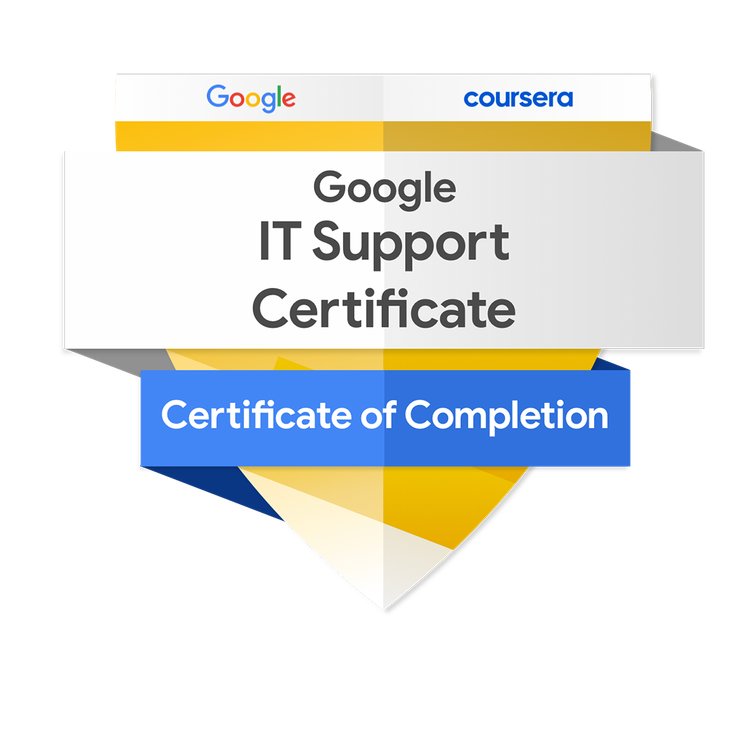 Google coursera
Google
IT Support
Certificate
Certificate of Completion